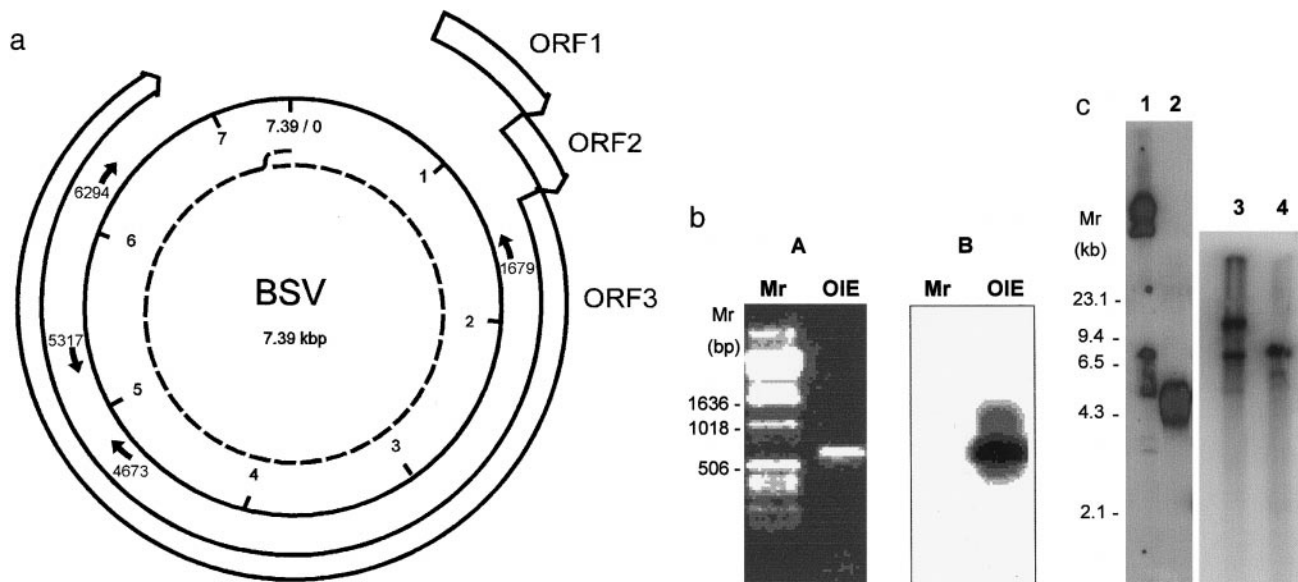 a
ORF1
ORF2
ORF3
7.39 / 0
1
2
3
4
5
6
7
1679
4673
5317
6294
BSV
7.39 kbp
b
A
B
Mr OIE
Mr OIE
Mr
(bp)
1636 -
1018 -
506 -
C
1 2
3 4
Mr
(kb)
23.1 -
9.4 -
6.5 -
4.3 -
2.1 -